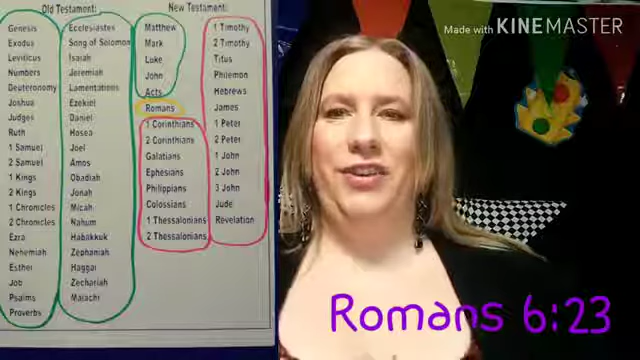 Old Testament:
Genesis
Exodus
Leviticus
Numbers
Deuteronomy
Joshua
Judges
Ruth
1 Samuel
2 Samuel
1 Kings
2 Kings
1 Chronicles
2 Chronicles
Ezra
Nehemiah
Esther
Job
Psalms
Proverbs
Ecclesiastes
Song of Solomon
Isaiah
Jeremiah
Lamentations
Ezekiel
Daniel
Hosea
Joel
Amos
Obadiah
Jonah
Micah
Nahum
Habakkuk
Zephaniah
Haggai
Zechariah
Malachi
New Testament:
Matthew
Mark
Luke
John
Acts
Romans
1 Corinthians
2 Corinthians
Galatians
Ephesians
Philippians
Colossians
1 Thessalonians
2 Thessalonians
1 Timothy
2 Timothy
Titus
Philemon
Hebrews
James
1 Peter
2 Peter
1 John
2 John
3 John
Jude
Revelation
Made with KINEMASTER
Romans 6:23